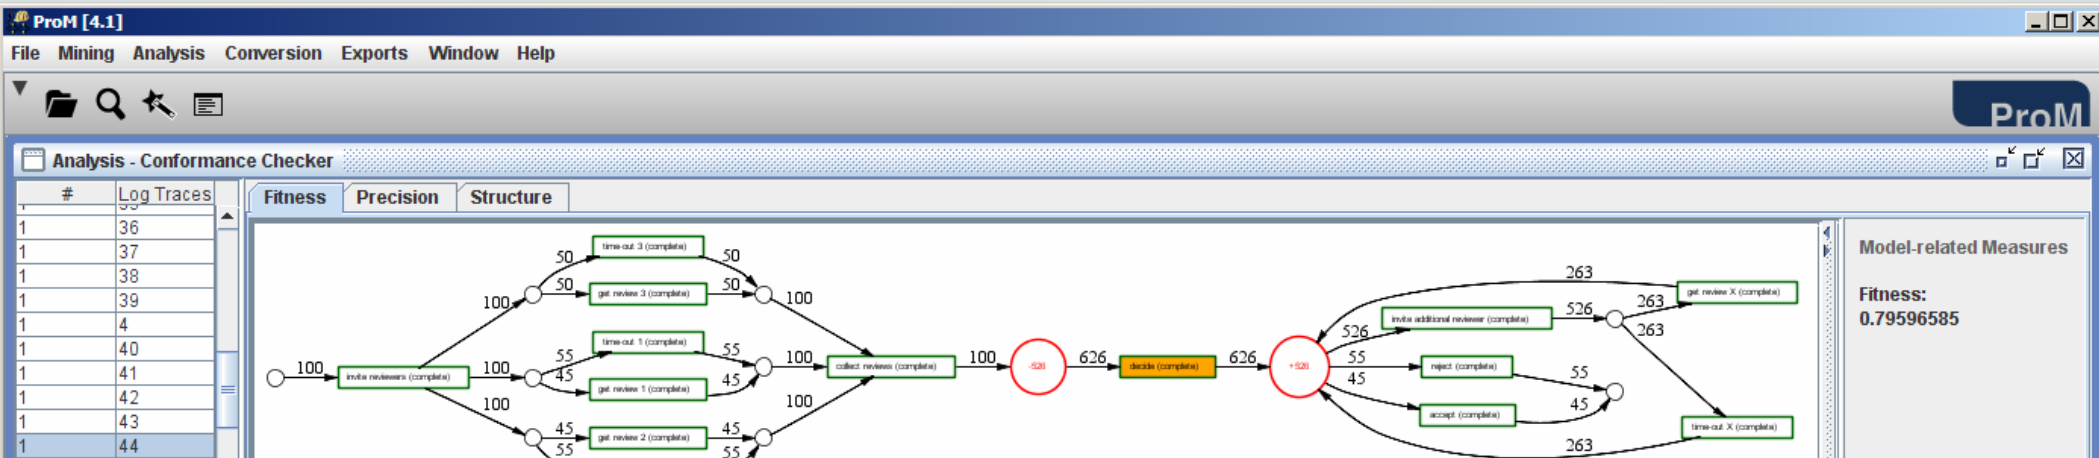 ProM [4.1]
File Mining Analysis Conversion Exports Window Help
ProM
Analysis - Conformance Checker
# Log Traces
1 36
1 37
1 38
1 39
1 4
1 40
1 41
1 42
1 43
1 44
Fitness Precision Structure
time-out 3 (complete)
50 50
50 get review 3 (complete) 50
100 100
time-out 1 (complete)
55 55
100 invite reviewers (complete) 100 45 get review 1 (complete) 45 100 collect reviews (complete) 100 -526 626 decide (complete) 626 +526
100 100
45 get review 2 (complete) 45
55 55
263 get review X (complete)
526 invite additional reviewer (complete) 526 263
263
55 reject (complete) 55
45 accept (complete) 45
time-out X (complete)
263
Model-related Measures
Fitness:
0.79596585